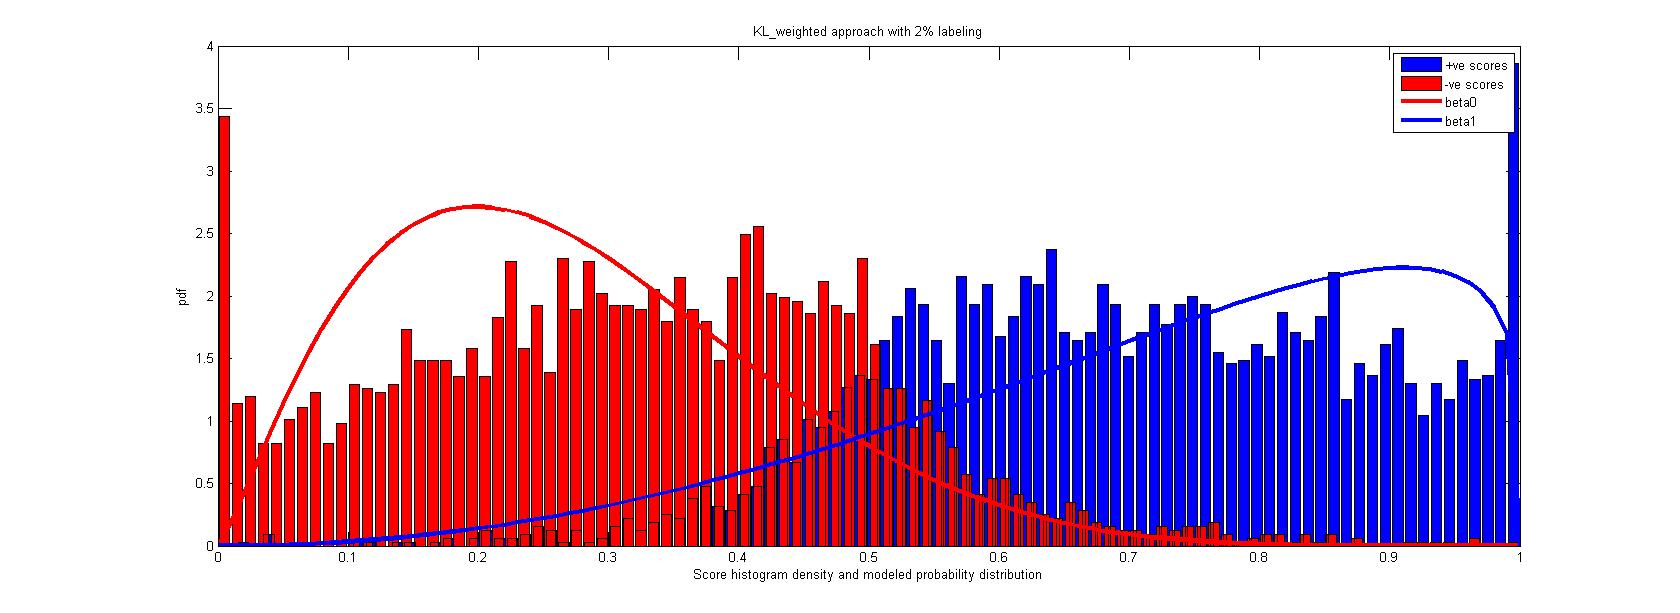 KL_weighted approach with 2% labeling
4
3.5
3
2.5
2
1.5
1
0.5
0
pdf
+ve scores
-ve scores
beta0
beta1
0 0.1 0.2 0.3 0.4 0.5 0.6 0.7 0.8 0.9 1
Score histogram density and modeled probability distribution